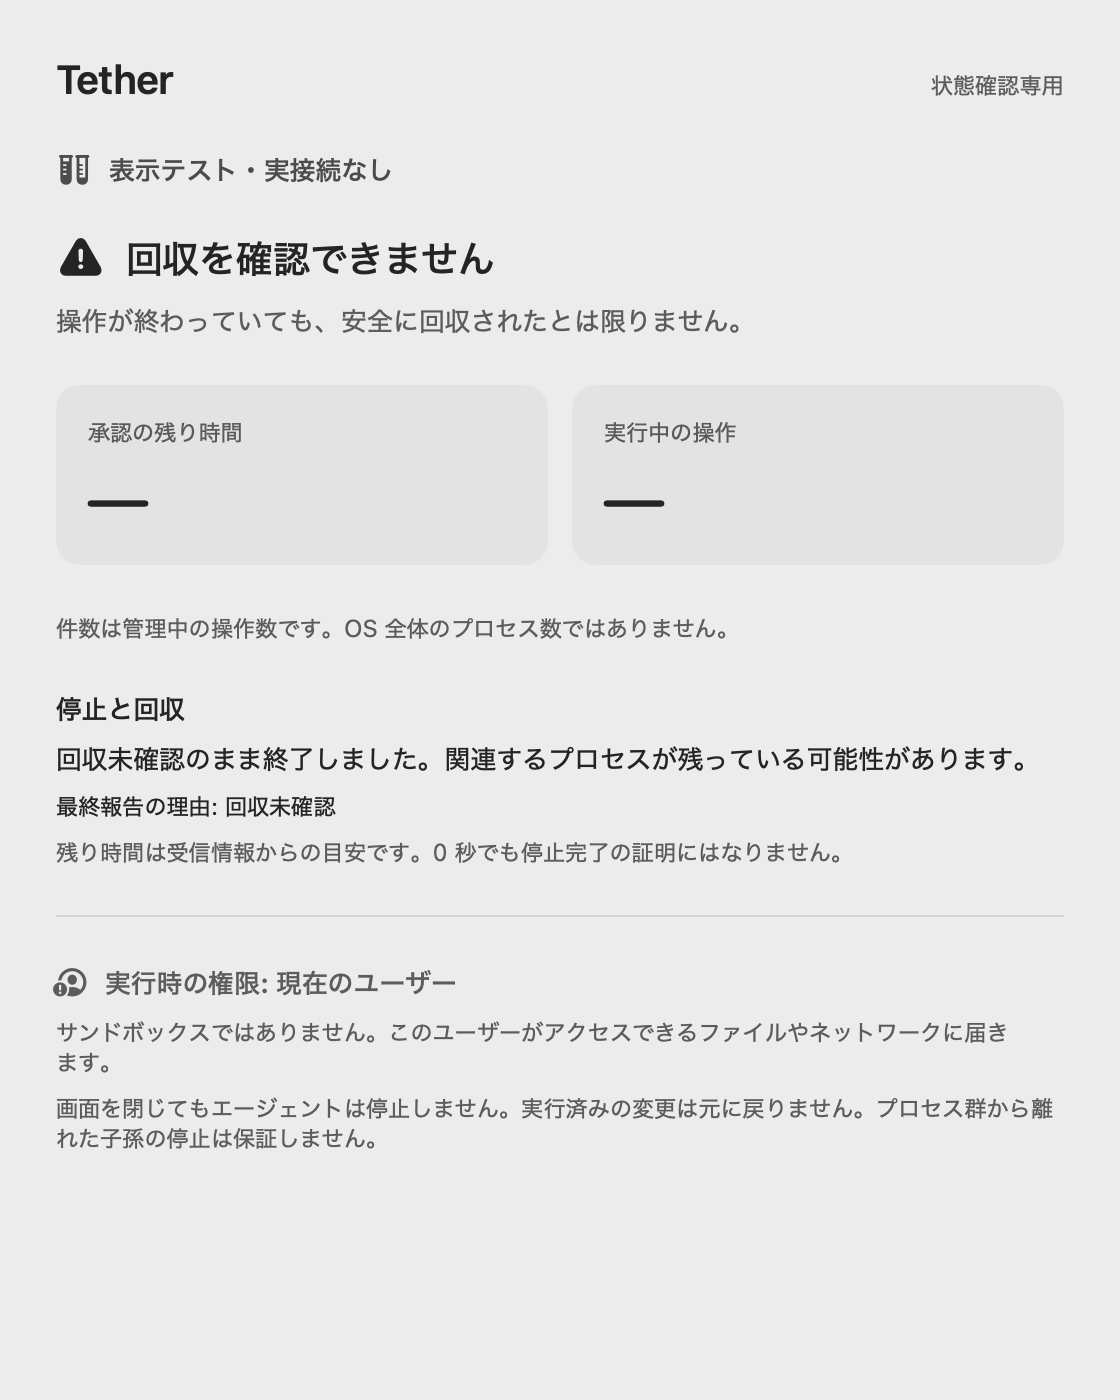 Tether
状態確認専用
表示テスト・実接続なし
回収を確認できません
操作が終わっていても、安全に回収されたとは限りません。
承認の残り時間
実行中の操作
—
—
件数は管理中の操作数です。OS 全体のプロセス数ではありません。
停止と回収
回収未確認のまま終了しました。関連するプロセスが残っている可能性があります。
最終報告の理由: 回収未確認
残り時間は受信情報からの目安です。0 秒でも停止完了の証明にはなりません。
実行時の権限: 現在のユーザー
サンドボックスではありません。このユーザーがアクセスできるファイルやネットワークに届き
ます。
画面を閉じてもエージェントは停止しません。実行済みの変更は元に戻りません。プロセス群から離
れた子孫の停止は保証しません。